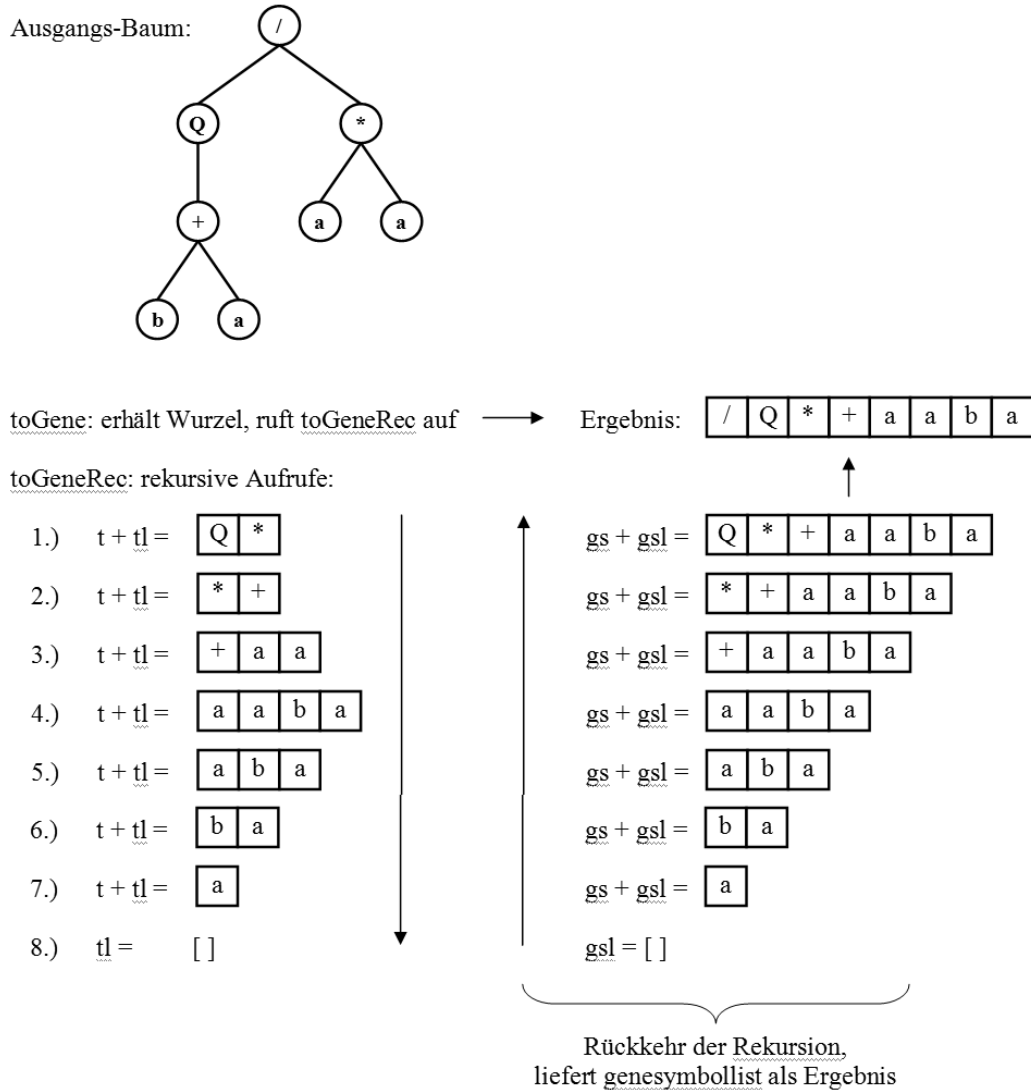 Ausgangs-Baum:
/
Q *
+ a a
b a
toGene: erhält Wurzel, ruft toGeneRec auf Ergebnis: / Q * + a a b a
toGeneRec: rekursive Aufrufe:
1.) t + tl = Q * gs + gsl = Q * + a a b a
2.) t + tl = * + gs + gsl = * + a a b a
3.) t + tl = + a a gs + gsl = + a a b a
4.) t + tl = a a b a gs + gsl = a a b a
5.) t + tl = a b a gs + gsl = a b a
6.) t + tl = b a gs + gsl = b a
7.) t + tl = a gs + gsl = a
8.) tl = [ ] gsl = [ ]
Rückkehr der Rekursion,
liefert genesymbollist als Ergebnis